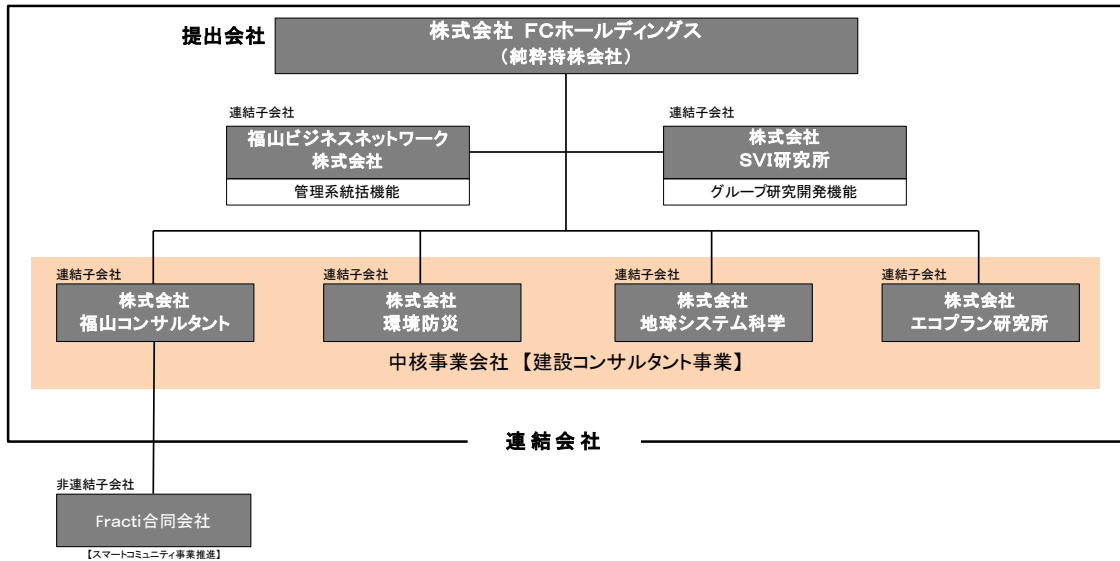 提出会社
株式会社 FCホールディングス
（純粋持株会社）
連結子会社
福山ビジネスネットワーク
株式会社
管理系統括機能
連結子会社
株式会社
SVI研究所
グループ研究開発機能
連結子会社
株式会社
福山コンサルタント
連結子会社
株式会社
環境防災
連結子会社
株式会社
地球システム科学
連結子会社
株式会社
エコプラン研究所
中核事業会社 【建設コンサルタント事業】
連結会社
非連結子会社
Fracti合同会社
【スマートコミュニティ事業推進】